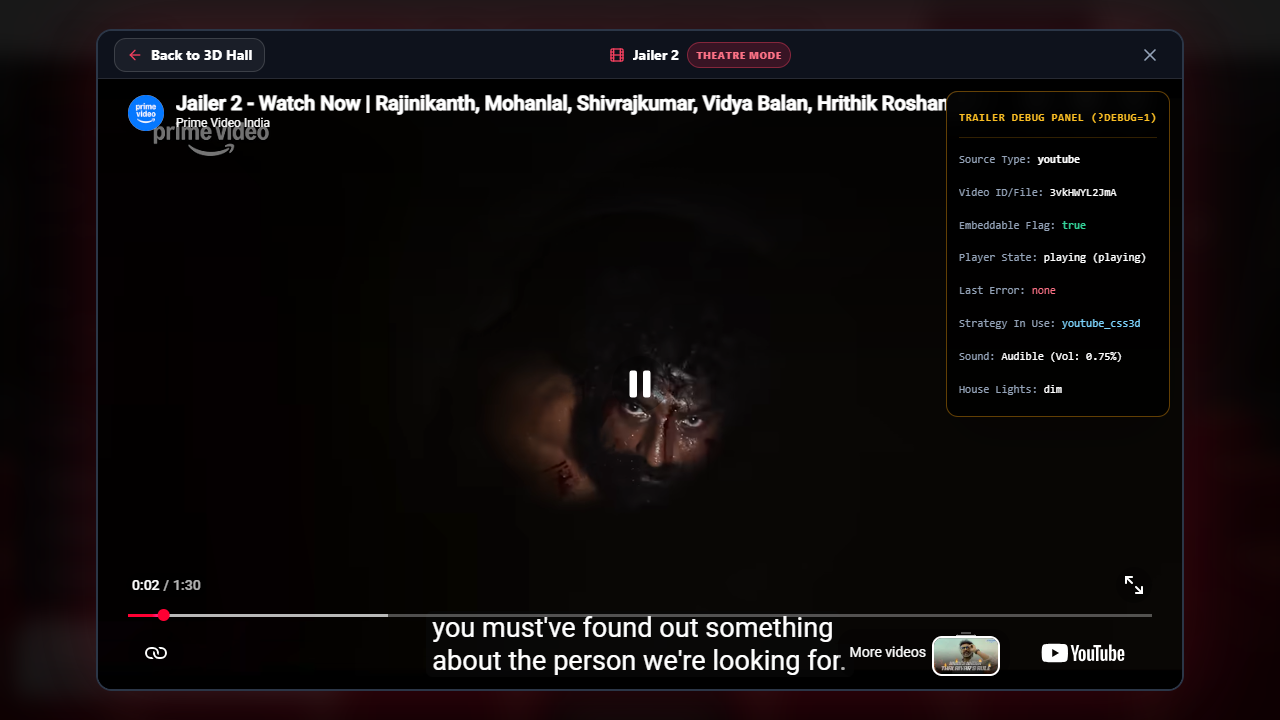 Back to 3D Hall
Jailer 2
THEATRE MODE
prime video
Jailer 2 - Watch Now | Rajinikanth, Mohanlal, Shivrajkumar, Vidya Balan, Hrithik Roshan
Prime Video India
prime video
TRAILER DEBUG PANEL (?DEBUG=1)
Source Type: youtube
Video ID/File: 3vkHWYL2JmA
Embeddable Flag: true
Player State: playing (playing)
Last Error: none
Strategy In Use: youtube_css3d
Sound: Audible (Vol: 0.75%)
House Lights: dim
0:02 / 1:30
you must've found out something
about the person we're looking for.
More videos
YouTube